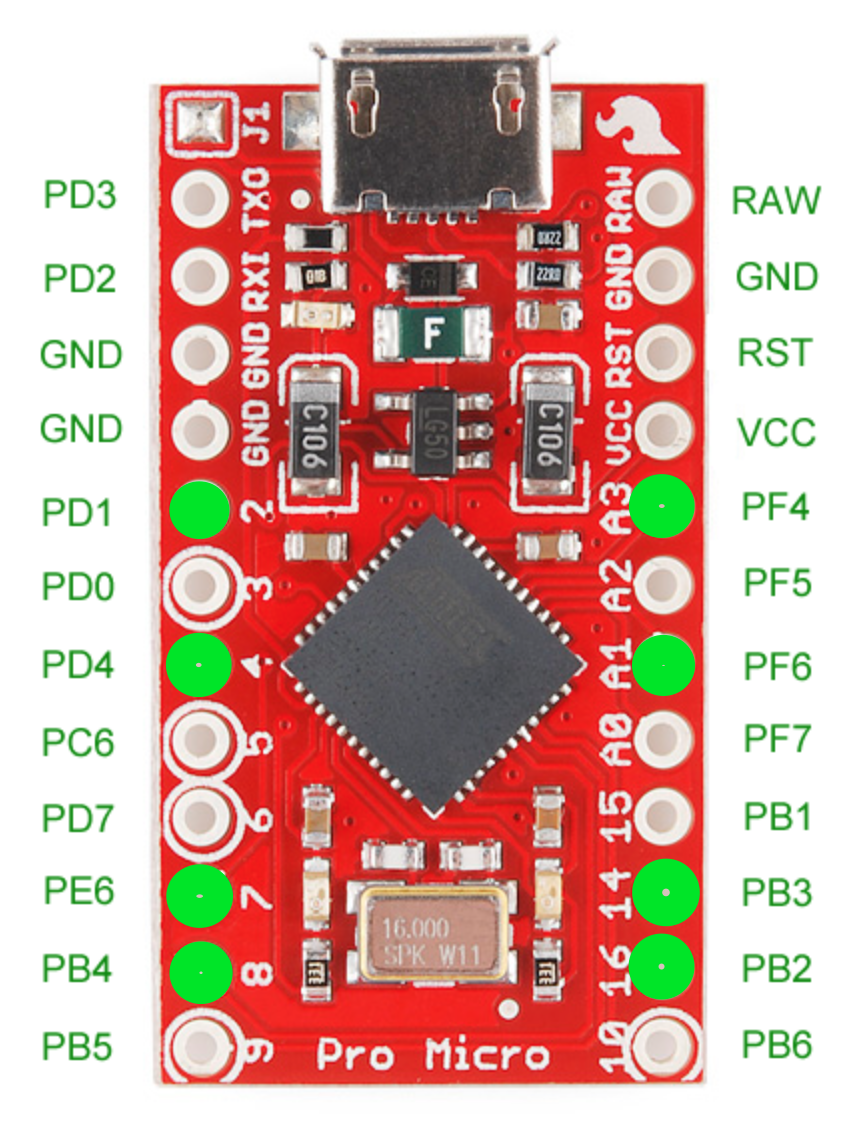 J1
PD3 TXO RAW RAW
PD2 RXI GND GND
GND GND RST RST
GND GND VCC VCC
PD1 2 A3 PF4
PD0 3 A2 PF5
PD4 4 A1 PF6
PC6 5 A0 PF7
PD7 6 15 PB1
PE6 7 14 PB3
PB4 8 16 PB2
PB5 9 10 PB6
22R0
22R0
F
C106
LG50
C106
16.000
SPK W11
Pro Micro